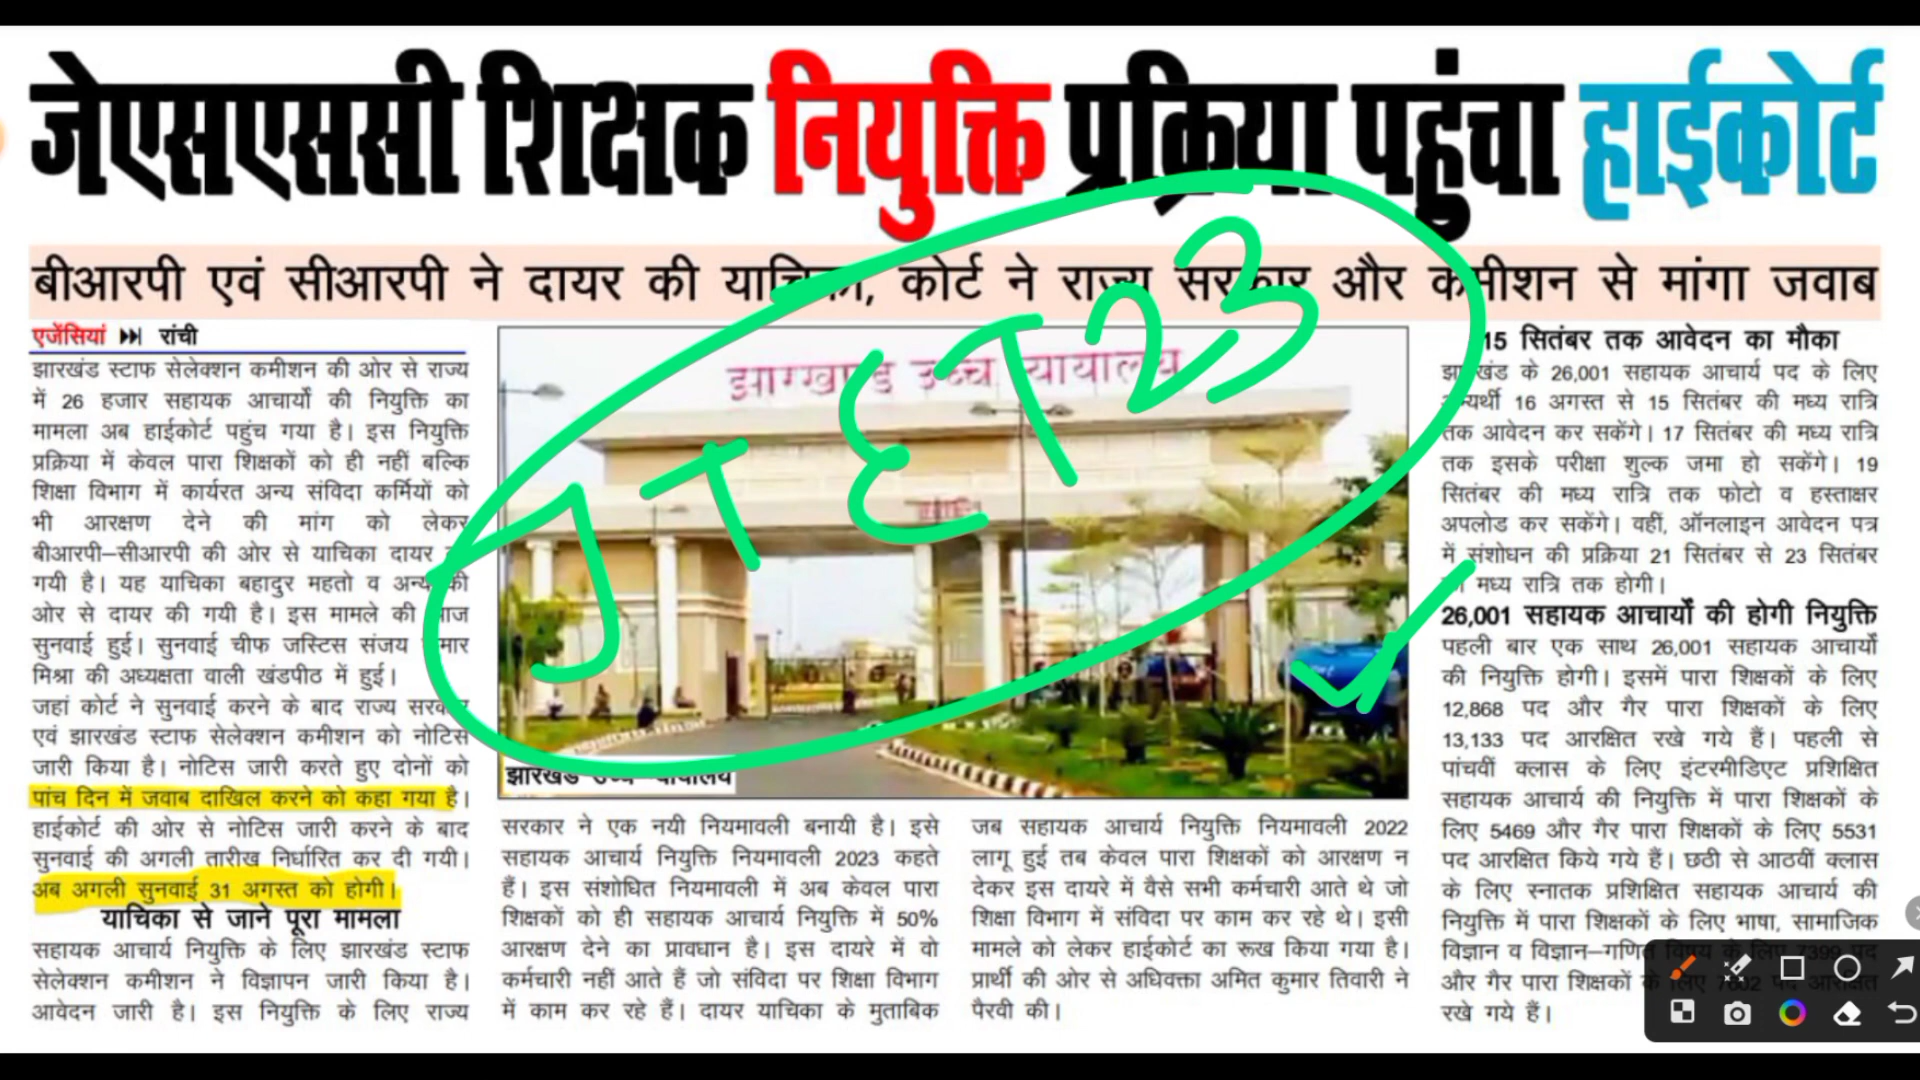 जेएसएससी शिक्षक नियुक्ति प्रक्रिया पहुंचा हाईकोर्ट
बीआरपी एवं सीआरपी ने दायर की याचिका, कोर्ट ने राज्य सरकार और कमीशन से मांगा जवाब
एजेंसियां रांची
झारखंड स्टाफ सेलेक्शन कमीशन की ओर से राज्य
में 26 हजार सहायक आचार्यों की नियुक्ति का
मामला अब हाईकोर्ट पहुंच गया है। इस नियुक्ति
प्रक्रिया में केवल पारा शिक्षकों को ही नहीं बल्कि
शिक्षा विभाग में कार्यरत अन्य संविदा कर्मियों को
भी आरक्षण देने की मांग को लेकर
बीआरपी–सीआरपी की ओर से याचिका दायर
गयी है। यह याचिका बहादुर महतो व अन्य की
ओर से दायर की गयी है। इस मामले की आज
सुनवाई हुई। सुनवाई चीफ जस्टिस संजय कुमार
मिश्रा की अध्यक्षता वाली खंडपीठ में हुई।
जहां कोर्ट ने सुनवाई करने के बाद राज्य सरकार
एवं झारखंड स्टाफ सेलेक्शन कमीशन को नोटिस
जारी किया है। नोटिस जारी करते हुए दोनों को
पांच दिन में जवाब दाखिल करने को कहा गया है।
हाईकोर्ट की ओर से नोटिस जारी करने के बाद
सुनवाई की अगली तारीख निर्धारित कर दी गयी।
अब अगली सुनवाई 31 अगस्त को होगी।
याचिका से जाने पूरा मामला
सहायक आचार्य नियुक्ति के लिए झारखंड स्टाफ
सेलेक्शन कमीशन ने विज्ञापन जारी किया है।
आवेदन जारी है। इस नियुक्ति के लिए राज्य
झारखण्ड उच्च न्यायालय
JTET 23
झारखंड उच्च न्यायालय
सरकार ने एक नयी नियमावली बनायी है। इसे
सहायक आचार्य नियुक्ति नियमावली 2023 कहते
हैं। इस संशोधित नियमावली में अब केवल पारा
शिक्षकों को ही सहायक आचार्य नियुक्ति में 50%
आरक्षण देने का प्रावधान है। इस दायरे में वो
कर्मचारी नहीं आते हैं जो संविदा पर शिक्षा विभाग
में काम कर रहे हैं। दायर याचिका के मुताबिक
जब सहायक आचार्य नियुक्ति नियमावली 2022
लागू हुई तब केवल पारा शिक्षकों को आरक्षण न
देकर इस दायरे में वैसे सभी कर्मचारी आते थे जो
शिक्षा विभाग में संविदा पर काम कर रहे थे। इसी
मामले को लेकर हाईकोर्ट का रूख किया गया है।
प्रार्थी की ओर से अधिवक्ता अमित कुमार तिवारी ने
पैरवी की।
15 सितंबर तक आवेदन का मौका
झारखंड के 26,001 सहायक आचार्य पद के लिए
अभ्यर्थी 16 अगस्त से 15 सितंबर की मध्य रात्रि
तक आवेदन कर सकेंगे। 17 सितंबर की मध्य रात्रि
तक इसके परीक्षा शुल्क जमा हो सकेंगे। 19
सितंबर की मध्य रात्रि तक फोटो व हस्ताक्षर
अपलोड कर सकेंगे। वहीं, ऑनलाइन आवेदन पत्र
में संशोधन की प्रक्रिया 21 सितंबर से 23 सितंबर
मध्य रात्रि तक होगी।
26,001 सहायक आचार्यों की होगी नियुक्ति
पहली बार एक साथ 26,001 सहायक आचार्यों
की नियुक्ति होगी। इसमें पारा शिक्षकों के लिए
12,868 पद और गैर पारा शिक्षकों के लिए
13,133 पद आरक्षित रखे गये हैं। पहली से
पांचवीं क्लास के लिए इंटरमीडिएट प्रशिक्षित
सहायक आचार्य की नियुक्ति में पारा शिक्षकों के
लिए 5469 और गैर पारा शिक्षकों के लिए 5531
पद आरक्षित किये गये हैं। छठी से आठवीं क्लास
के लिए स्नातक प्रशिक्षित सहायक आचार्य की
नियुक्ति में पारा शिक्षकों के लिए भाषा, सामाजिक
विज्ञान व विज्ञान–गणित विषय के लिए 7399 पद
और गैर पारा शिक्षकों के लिए 7602 पद आरक्षित
रखे गये हैं।